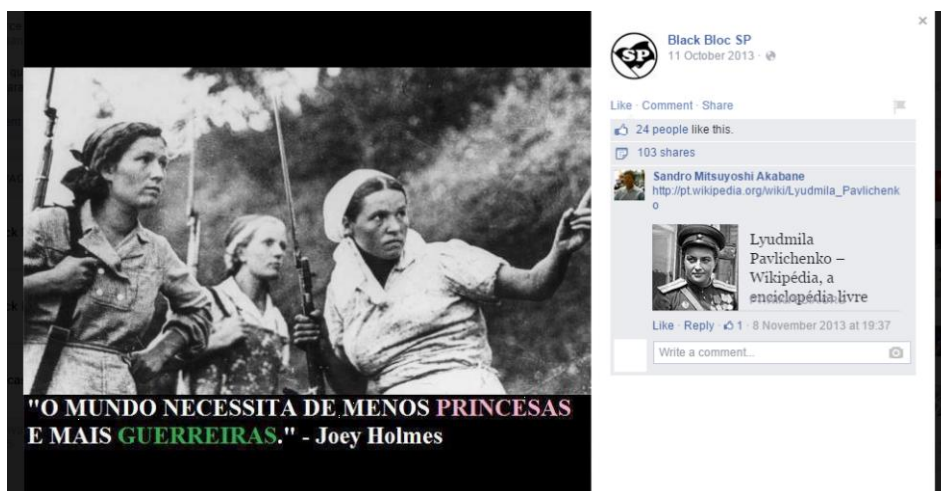 "O MUNDO NECESSITA DE MENOS PRINCESAS
E MAIS GUERREIRAS." - Joey Holmes
SP
Black Bloc SP
11 October 2013 ·
Like · Comment · Share
24 people like this.
103 shares
Sandro Mitsuyoshi Akabane
http://pt.wikipedia.org/wiki/Lyudmila_Pavlichenk
o
Lyudmila
Pavlichenko –
Wikipédia, a
enciclopédia livre
Like · Reply · 1 · 8 November 2013 at 19:37
Write a comment...